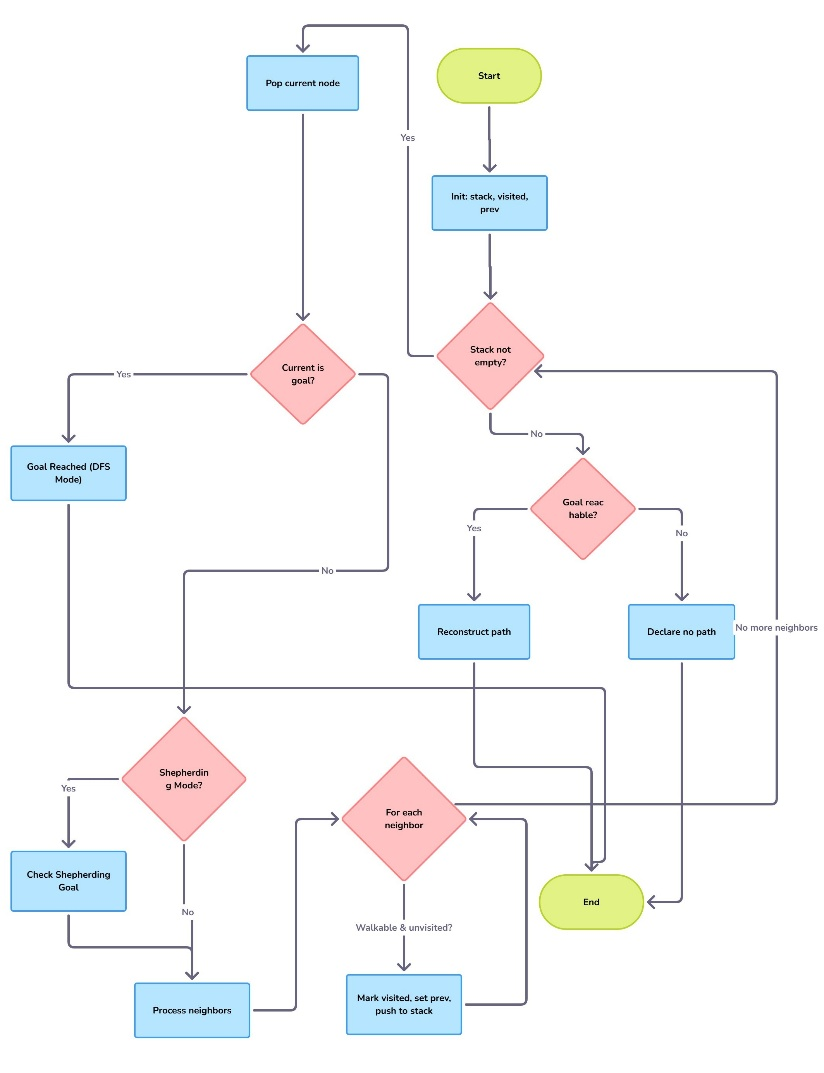 Pop current node
Start
Yes
Init: stack, visited,
prev
Stack not
empty?
Current is
goal?
Yes
No
Goal Reached (DFS
Mode)
Goal reac
hable?
Yes
No
No
Reconstruct path
Declare no path
No more neighbors
Shepherdin
g Mode?
Yes
For each
neighbor
Check Shepherding
Goal
No
End
Walkable & unvisited?
Process neighbors
Mark visited, set prev,
push to stack